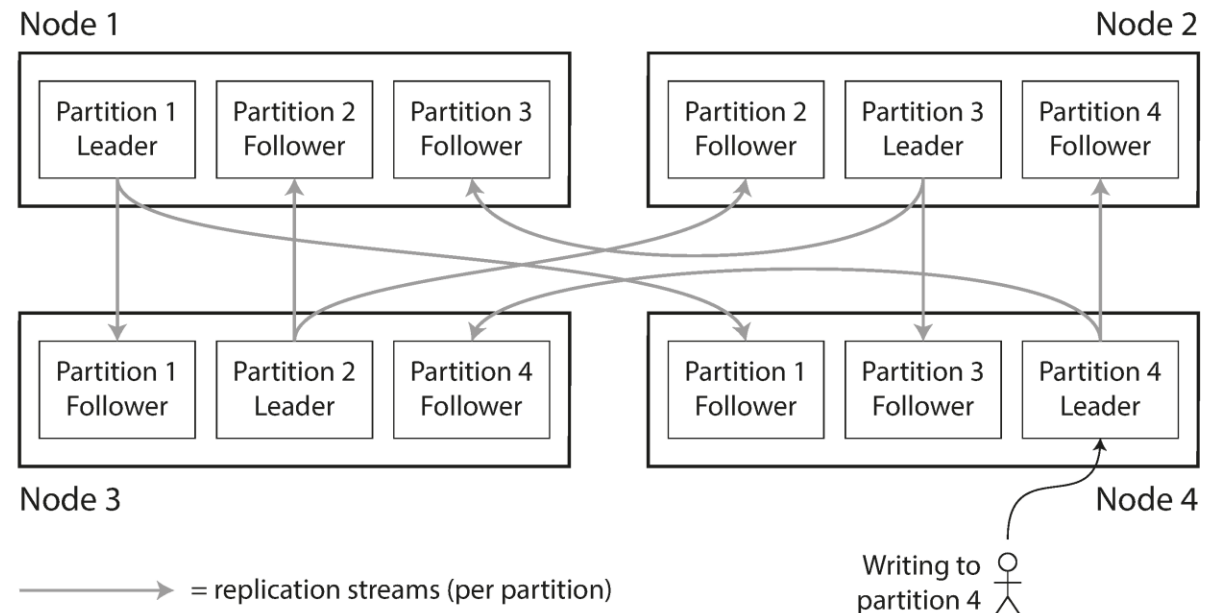 Node 1
Node 2
Partition 1
Leader
Partition 2
Follower
Partition 3
Follower
Partition 2
Follower
Partition 3
Leader
Partition 4
Follower
Partition 1
Follower
Partition 2
Leader
Partition 4
Follower
Partition 1
Follower
Partition 3
Follower
Partition 4
Leader
Node 3
Node 4
= replication streams (per partition)
Writing to
partition 4